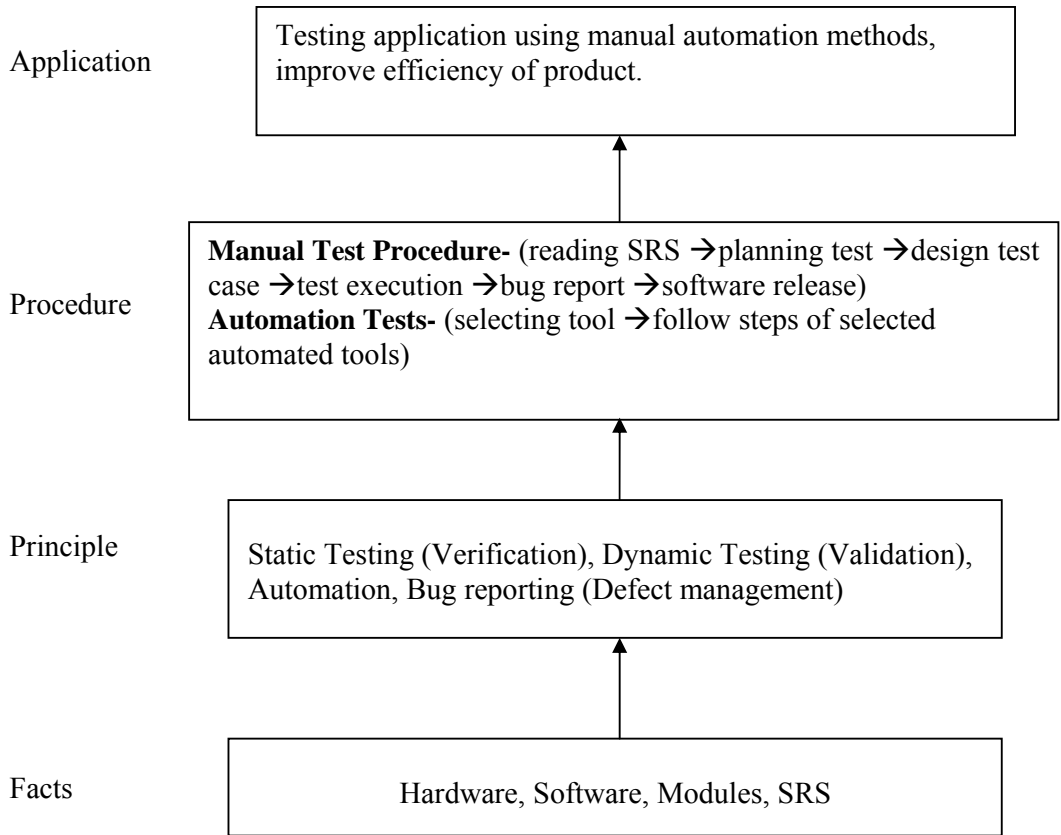 Application
Testing application using manual automation methods,
improve efficiency of product.
Procedure
Manual Test Procedure- (reading SRS →planning test →design test
case →test execution →bug report →software release)
Automation Tests- (selecting tool →follow steps of selected
automated tools)
Principle
Static Testing (Verification), Dynamic Testing (Validation),
Automation, Bug reporting (Defect management)
Facts
Hardware, Software, Modules, SRS